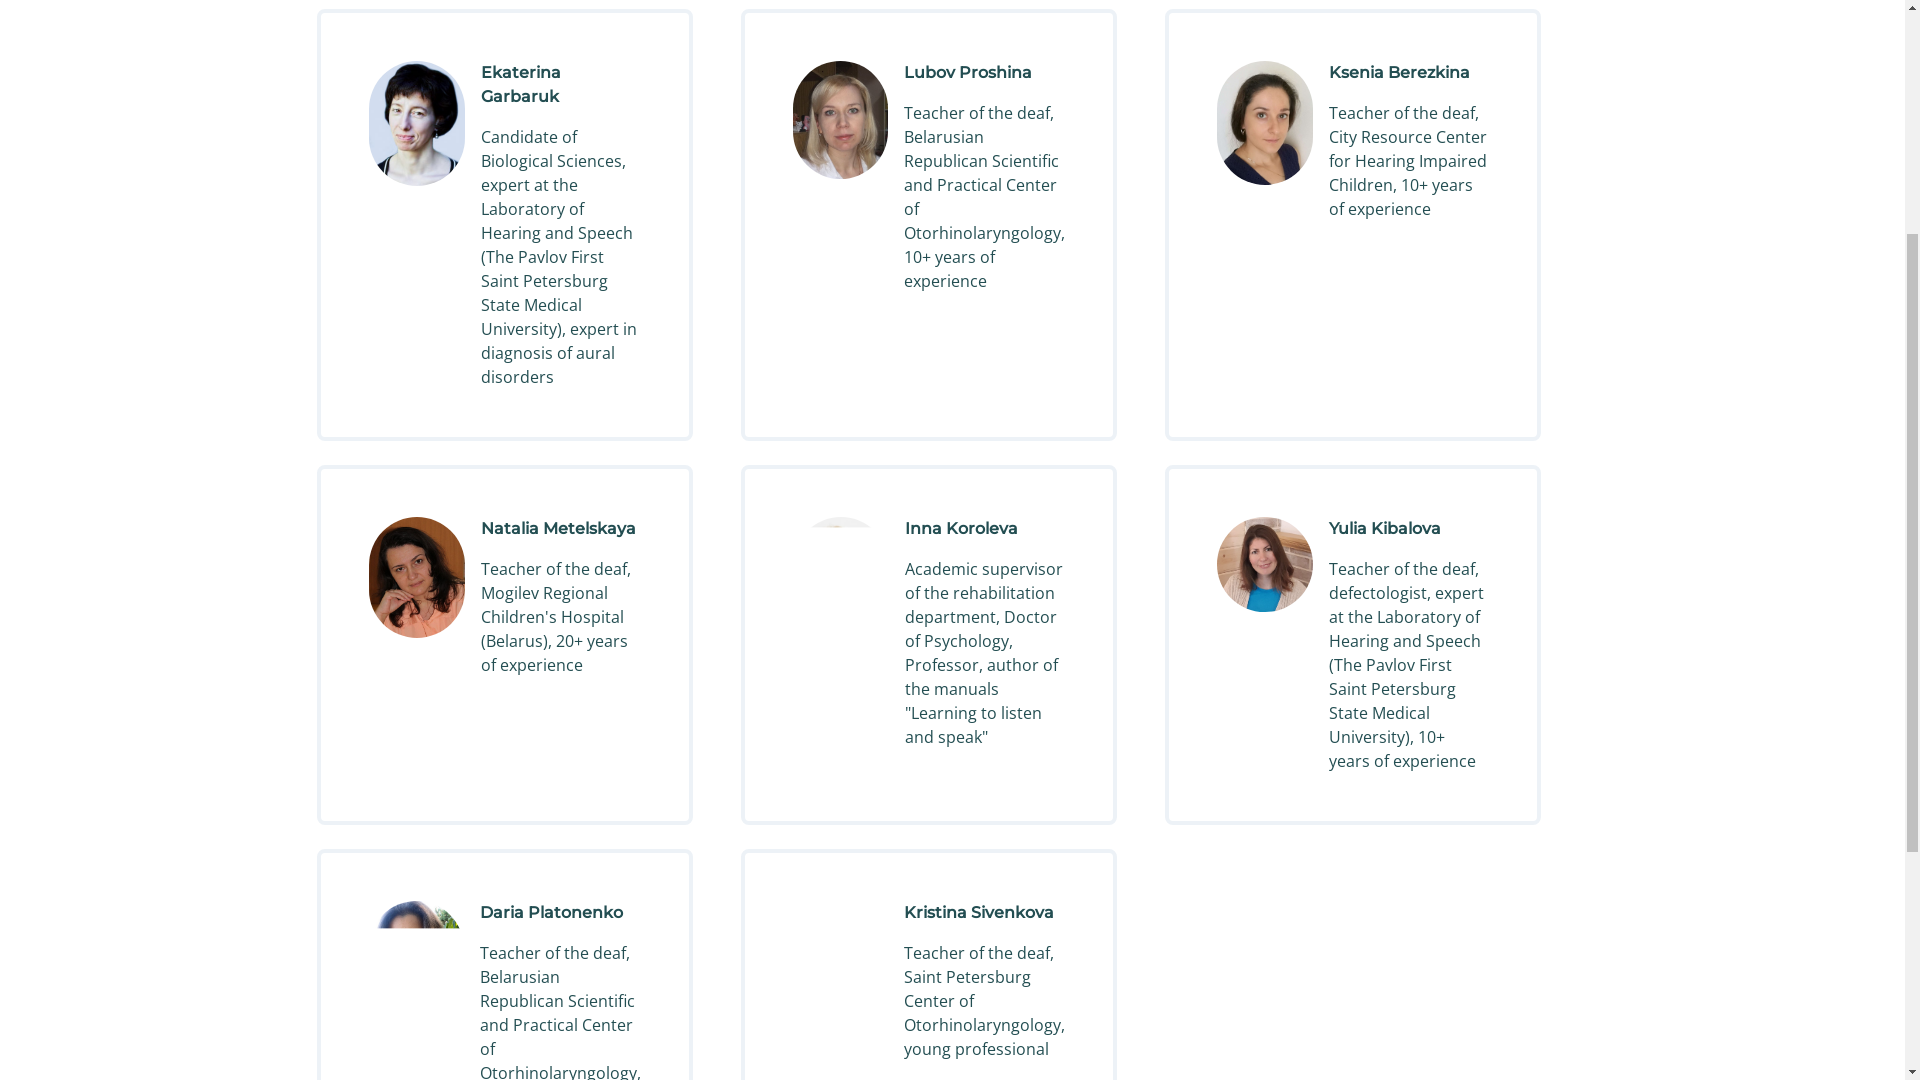 Ekaterina
Garbaruk
Candidate of
Biological Sciences,
expert at the
Laboratory of
Hearing and Speech
(The Pavlov First
Saint Petersburg
State Medical
University), expert in
diagnosis of aural
disorders
Lubov Proshina
Teacher of the deaf,
Belarusian
Republican Scientific
and Practical Center
of
Otorhinolaryngology,
10+ years of
experience
Ksenia Berezkina
Teacher of the deaf,
City Resource Center
for Hearing Impaired
Children, 10+ years
of experience
Natalia Metelskaya
Teacher of the deaf,
Mogilev Regional
Children's Hospital
(Belarus), 20+ years
of experience
Inna Koroleva
Academic supervisor
of the rehabilitation
department, Doctor
of Psychology,
Professor, author of
the manuals
"Learning to listen
and speak"
Yulia Kibalova
Teacher of the deaf,
defectologist, expert
at the Laboratory of
Hearing and Speech
(The Pavlov First
Saint Petersburg
State Medical
University), 10+
years of experience
Daria Platonenko
Teacher of the deaf,
Belarusian
Republican Scientific
and Practical Center
of
Otorhinolaryngology,
Kristina Sivenkova
Teacher of the deaf,
Saint Petersburg
Center of
Otorhinolaryngology,
young professional